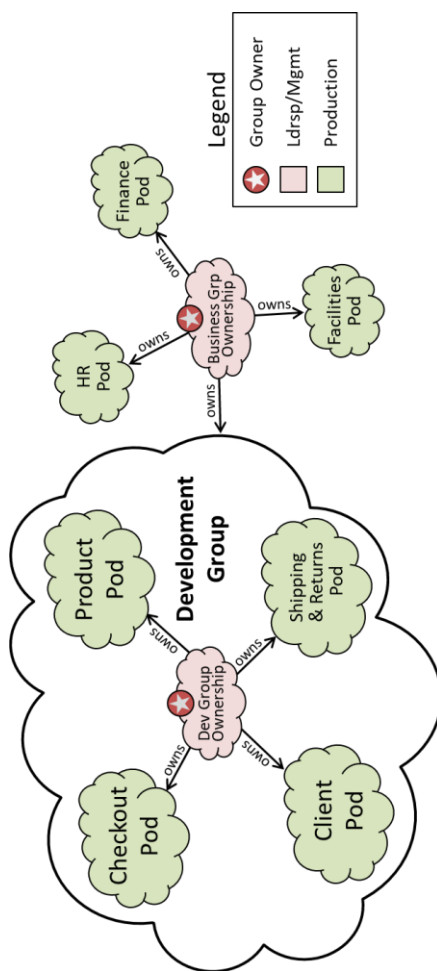 Checkout
Pod
owns
Product
Pod
owns
Dev Group
Ownership
Development
Group
owns
Client
Pod
owns
Shipping
& Returns
Pod
owns
HR
Pod
owns
Finance
Pod
owns
Business Grp
Ownership
owns
Facilities
Pod
Legend
Group Owner
Ldrsp/Mgmt
Production